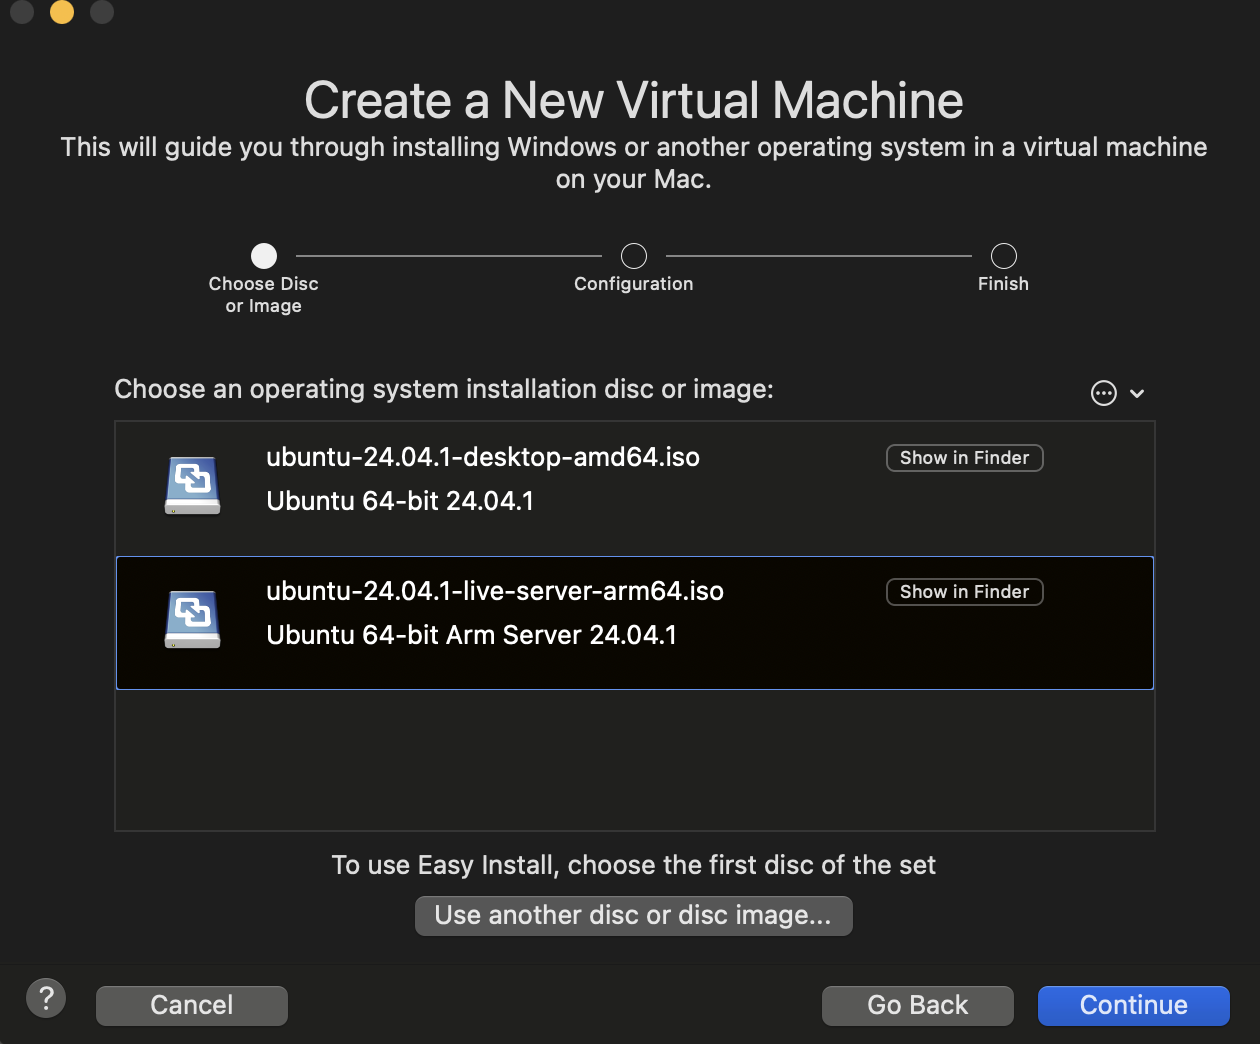 Create a New Virtual Machine
This will guide you through installing Windows or another operating system in a virtual machine
on your Mac.
Choose Disc
or Image
Configuration
Finish
Choose an operating system installation disc or image:
ubuntu-24.04.1-desktop-amd64.iso
Show in Finder
Ubuntu 64-bit 24.04.1
ubuntu-24.04.1-live-server-arm64.iso
Show in Finder
Ubuntu 64-bit Arm Server 24.04.1
To use Easy Install, choose the first disc of the set
Use another disc or disc image...
?
Cancel
Go Back
Continue